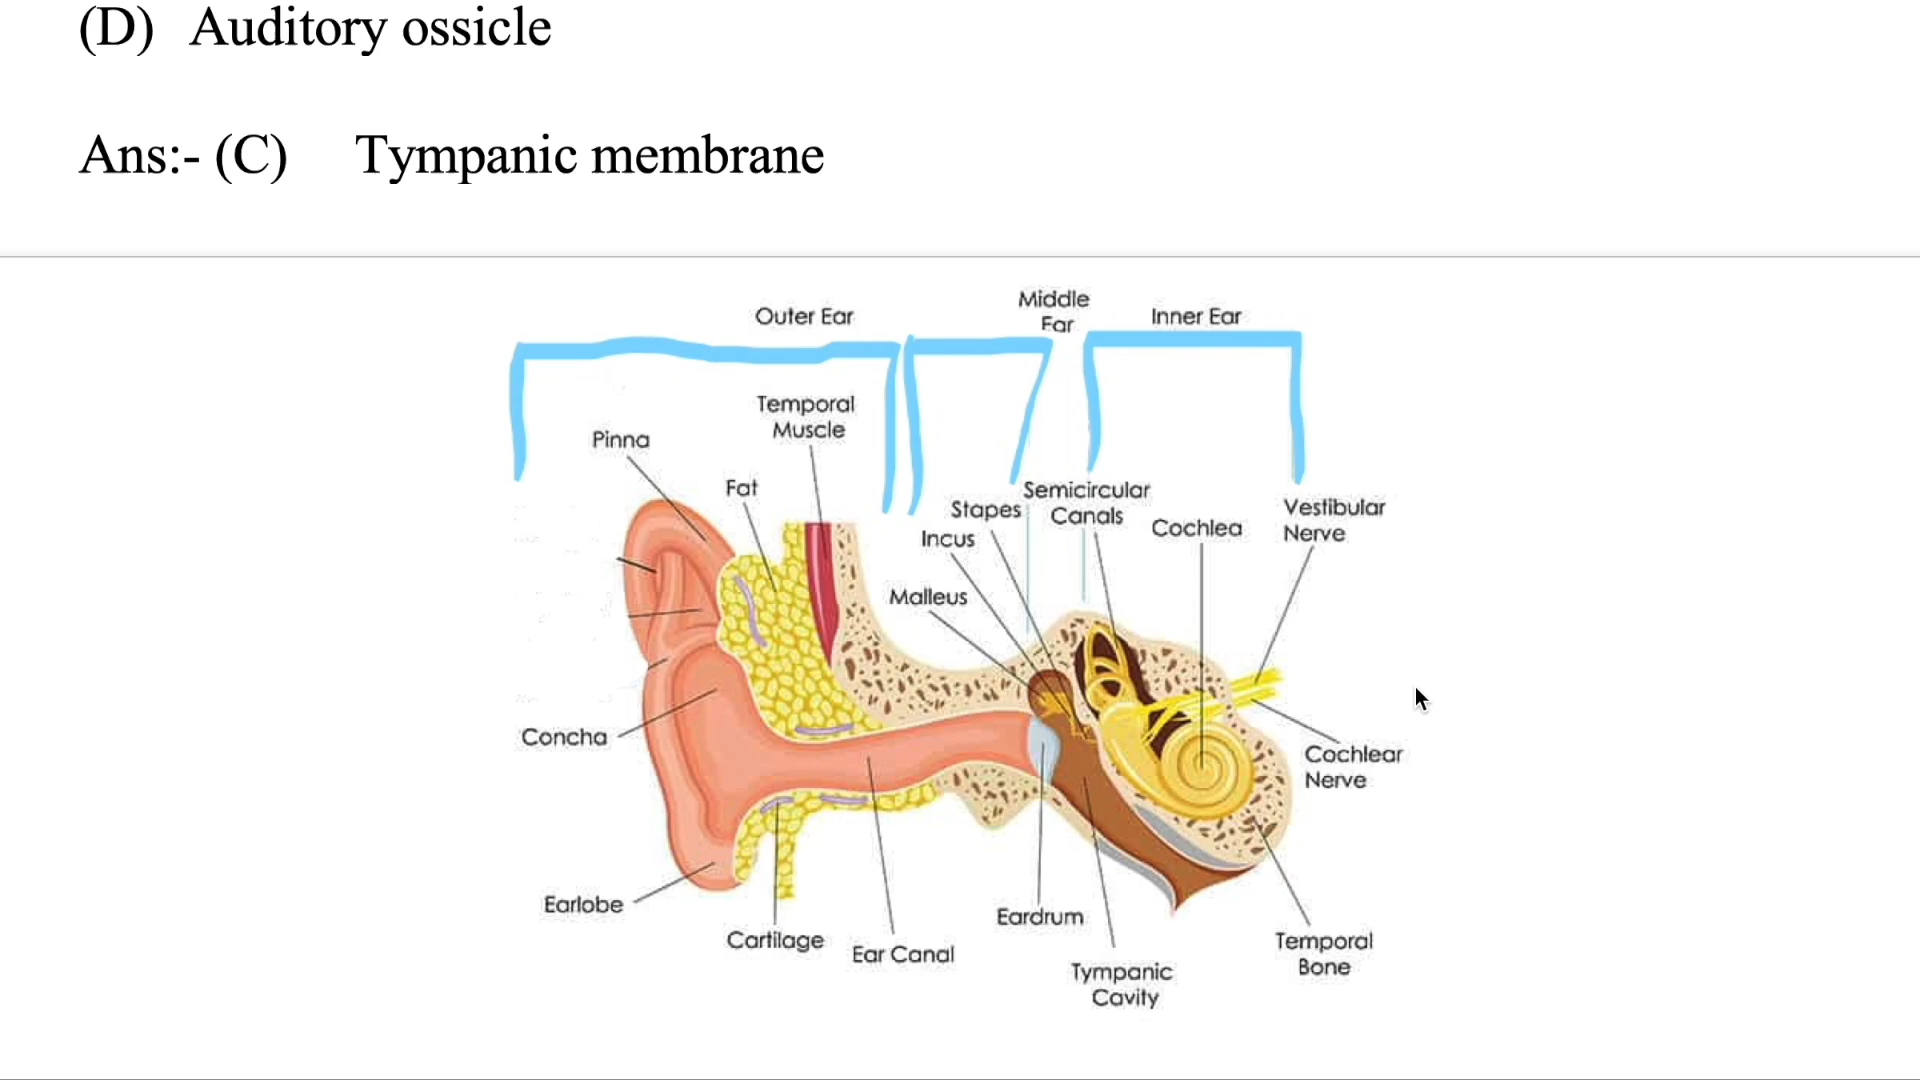 (D) Auditory ossicle
Ans:- (C) Tympanic membrane
Middle
Ear
Outer Ear
Inner Ear
Temporal
Muscle
Pinna
Fat
Semicircular
Canals
Stapes
Incus
Malleus
Cochlea
Vestibular
Nerve
Concha
Cochlear
Nerve
Earlobe
Cartilage
Ear Canal
Eardrum
Tympanic
Cavity
Temporal
Bone